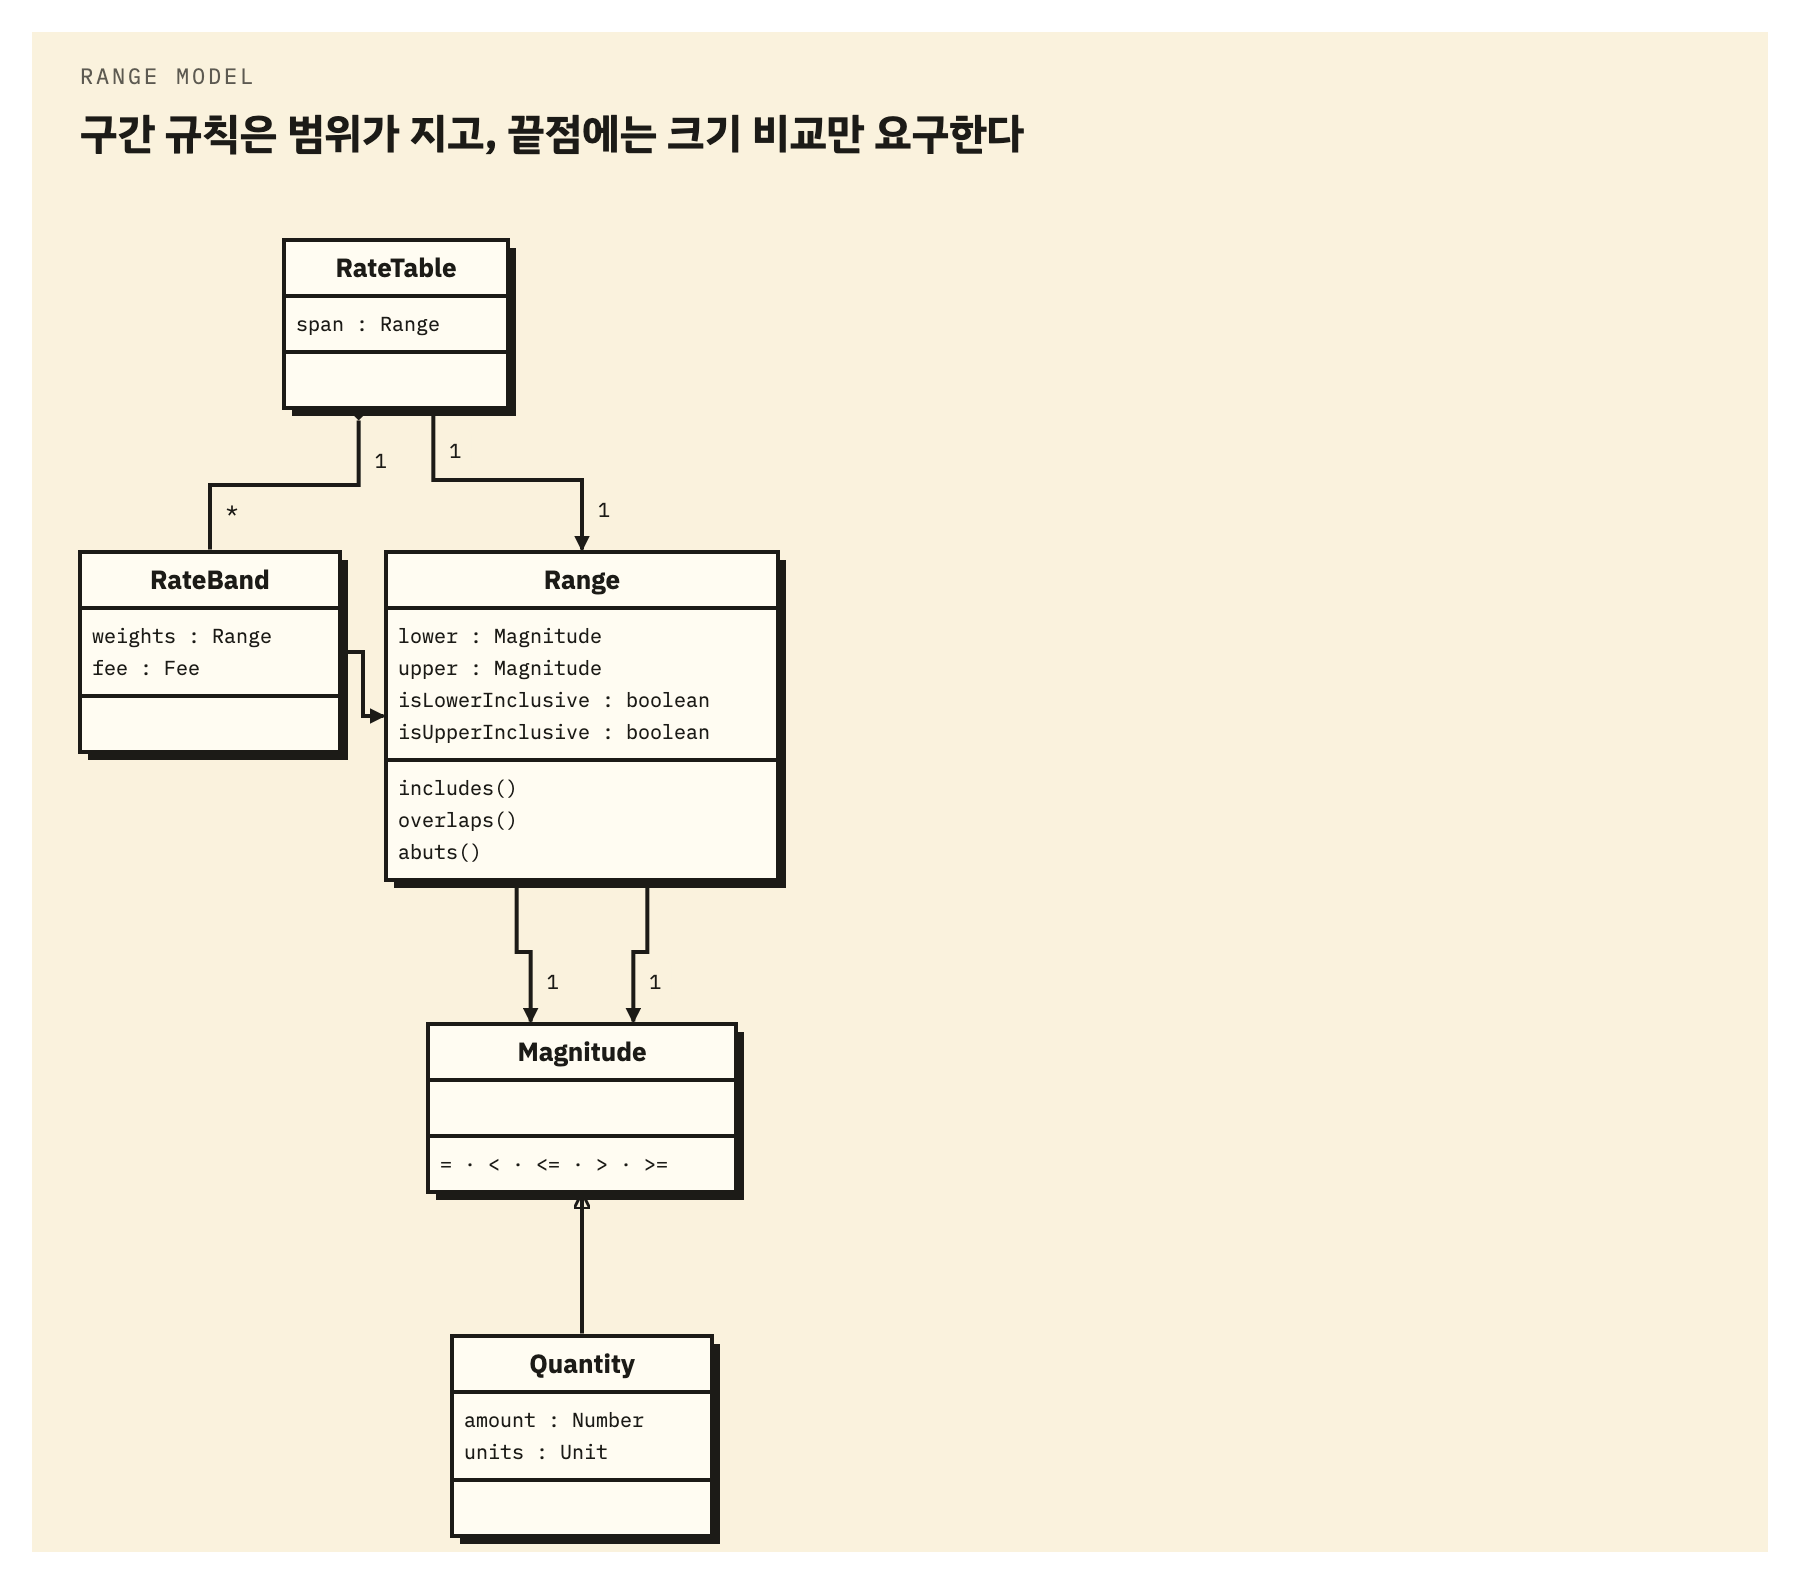 RANGE MODEL
구간 규칙은 범위가 지고, 끝점에는 크기 비교만 요구한다
RateTable
span : Range
1
1
*
1
RateBand
weights : Range
fee : Fee
Range
lower : Magnitude
upper : Magnitude
isLowerInclusive : boolean
isUpperInclusive : boolean
includes()
overlaps()
abuts()
1
1
Magnitude
= · < · <= · > · >=
Quantity
amount : Number
units : Unit